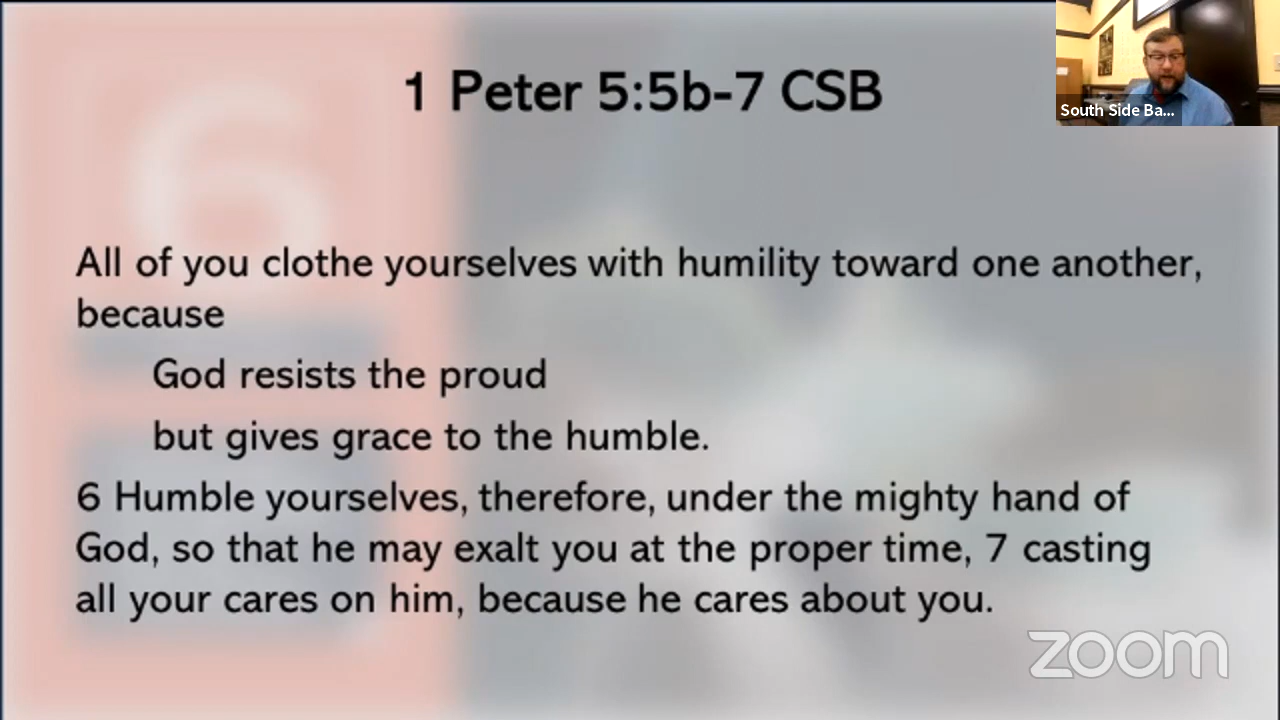 1 Peter 5:5b-7 CSB
South Side Ba...
All of you clothe yourselves with humility toward one another,
because
God resists the proud
but gives grace to the humble.
6 Humble yourselves, therefore, under the mighty hand of
God, so that he may exalt you at the proper time, 7 casting
all your cares on him, because he cares about you.
zoom